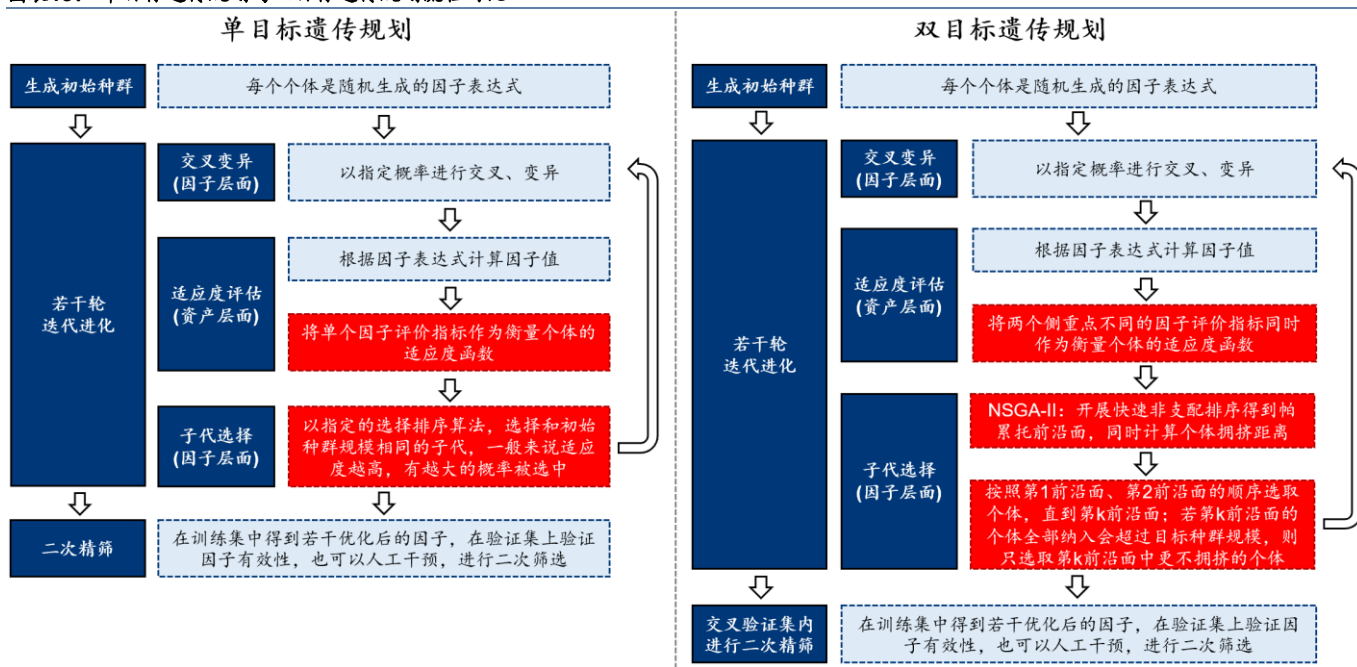 单目标遗传规划
生成初始种群
每个个体是随机生成的因子表达式
若干轮
迭代进化
交叉变异
(因子层面)
以指定概率进行交叉、变异
适应度评估
(资产层面)
根据因子表达式计算因子值
将单个因子评价指标作为衡量个体的
适应度函数
子代选择
(因子层面)
以指定的选择排序算法，选择和初始
种群规模相同的子代，一般来说适应
度越高，有越大的概率被选中
二次精筛
在训练集中得到若干优化后的因子，在验证集上验证
因子有效性，也可以人工干预，进行二次筛选
双目标遗传规划
生成初始种群
每个个体是随机生成的因子表达式
若干轮
迭代进化
交叉变异
(因子层面)
以指定概率进行交叉、变异
适应度评估
(资产层面)
根据因子表达式计算因子值
将两个侧重点不同的因子评价指标同时
作为衡量个体的适应度函数
子代选择
(因子层面)
NSGA-II：开展快速非支配排序得到帕
累托前沿面，同时计算个体拥挤距离
按照第1前沿面、第2前沿面的顺序选取
个体，直到第k前沿面；若第k前沿面的
个体全部纳入会超过目标种群规模，则
只选取第k前沿面中更不拥挤的个体
交叉验证集内
进行二次精筛
在训练集中得到若干优化后的因子，在验证集上验证因
子有效性，也可以人工干预，进行二次筛选